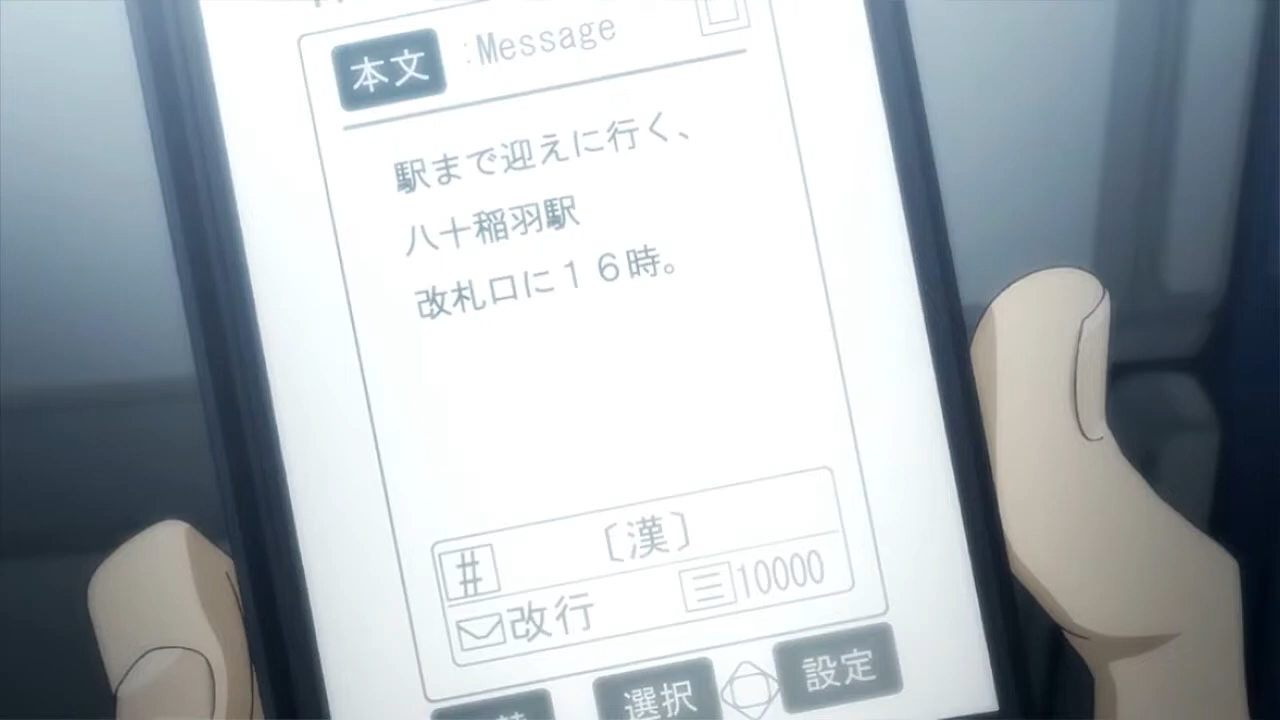 本文 :Message
駅まで迎えに行く、
八十稲羽駅
改札口に１６時。
# [漢]
改行 10000
選択 設定